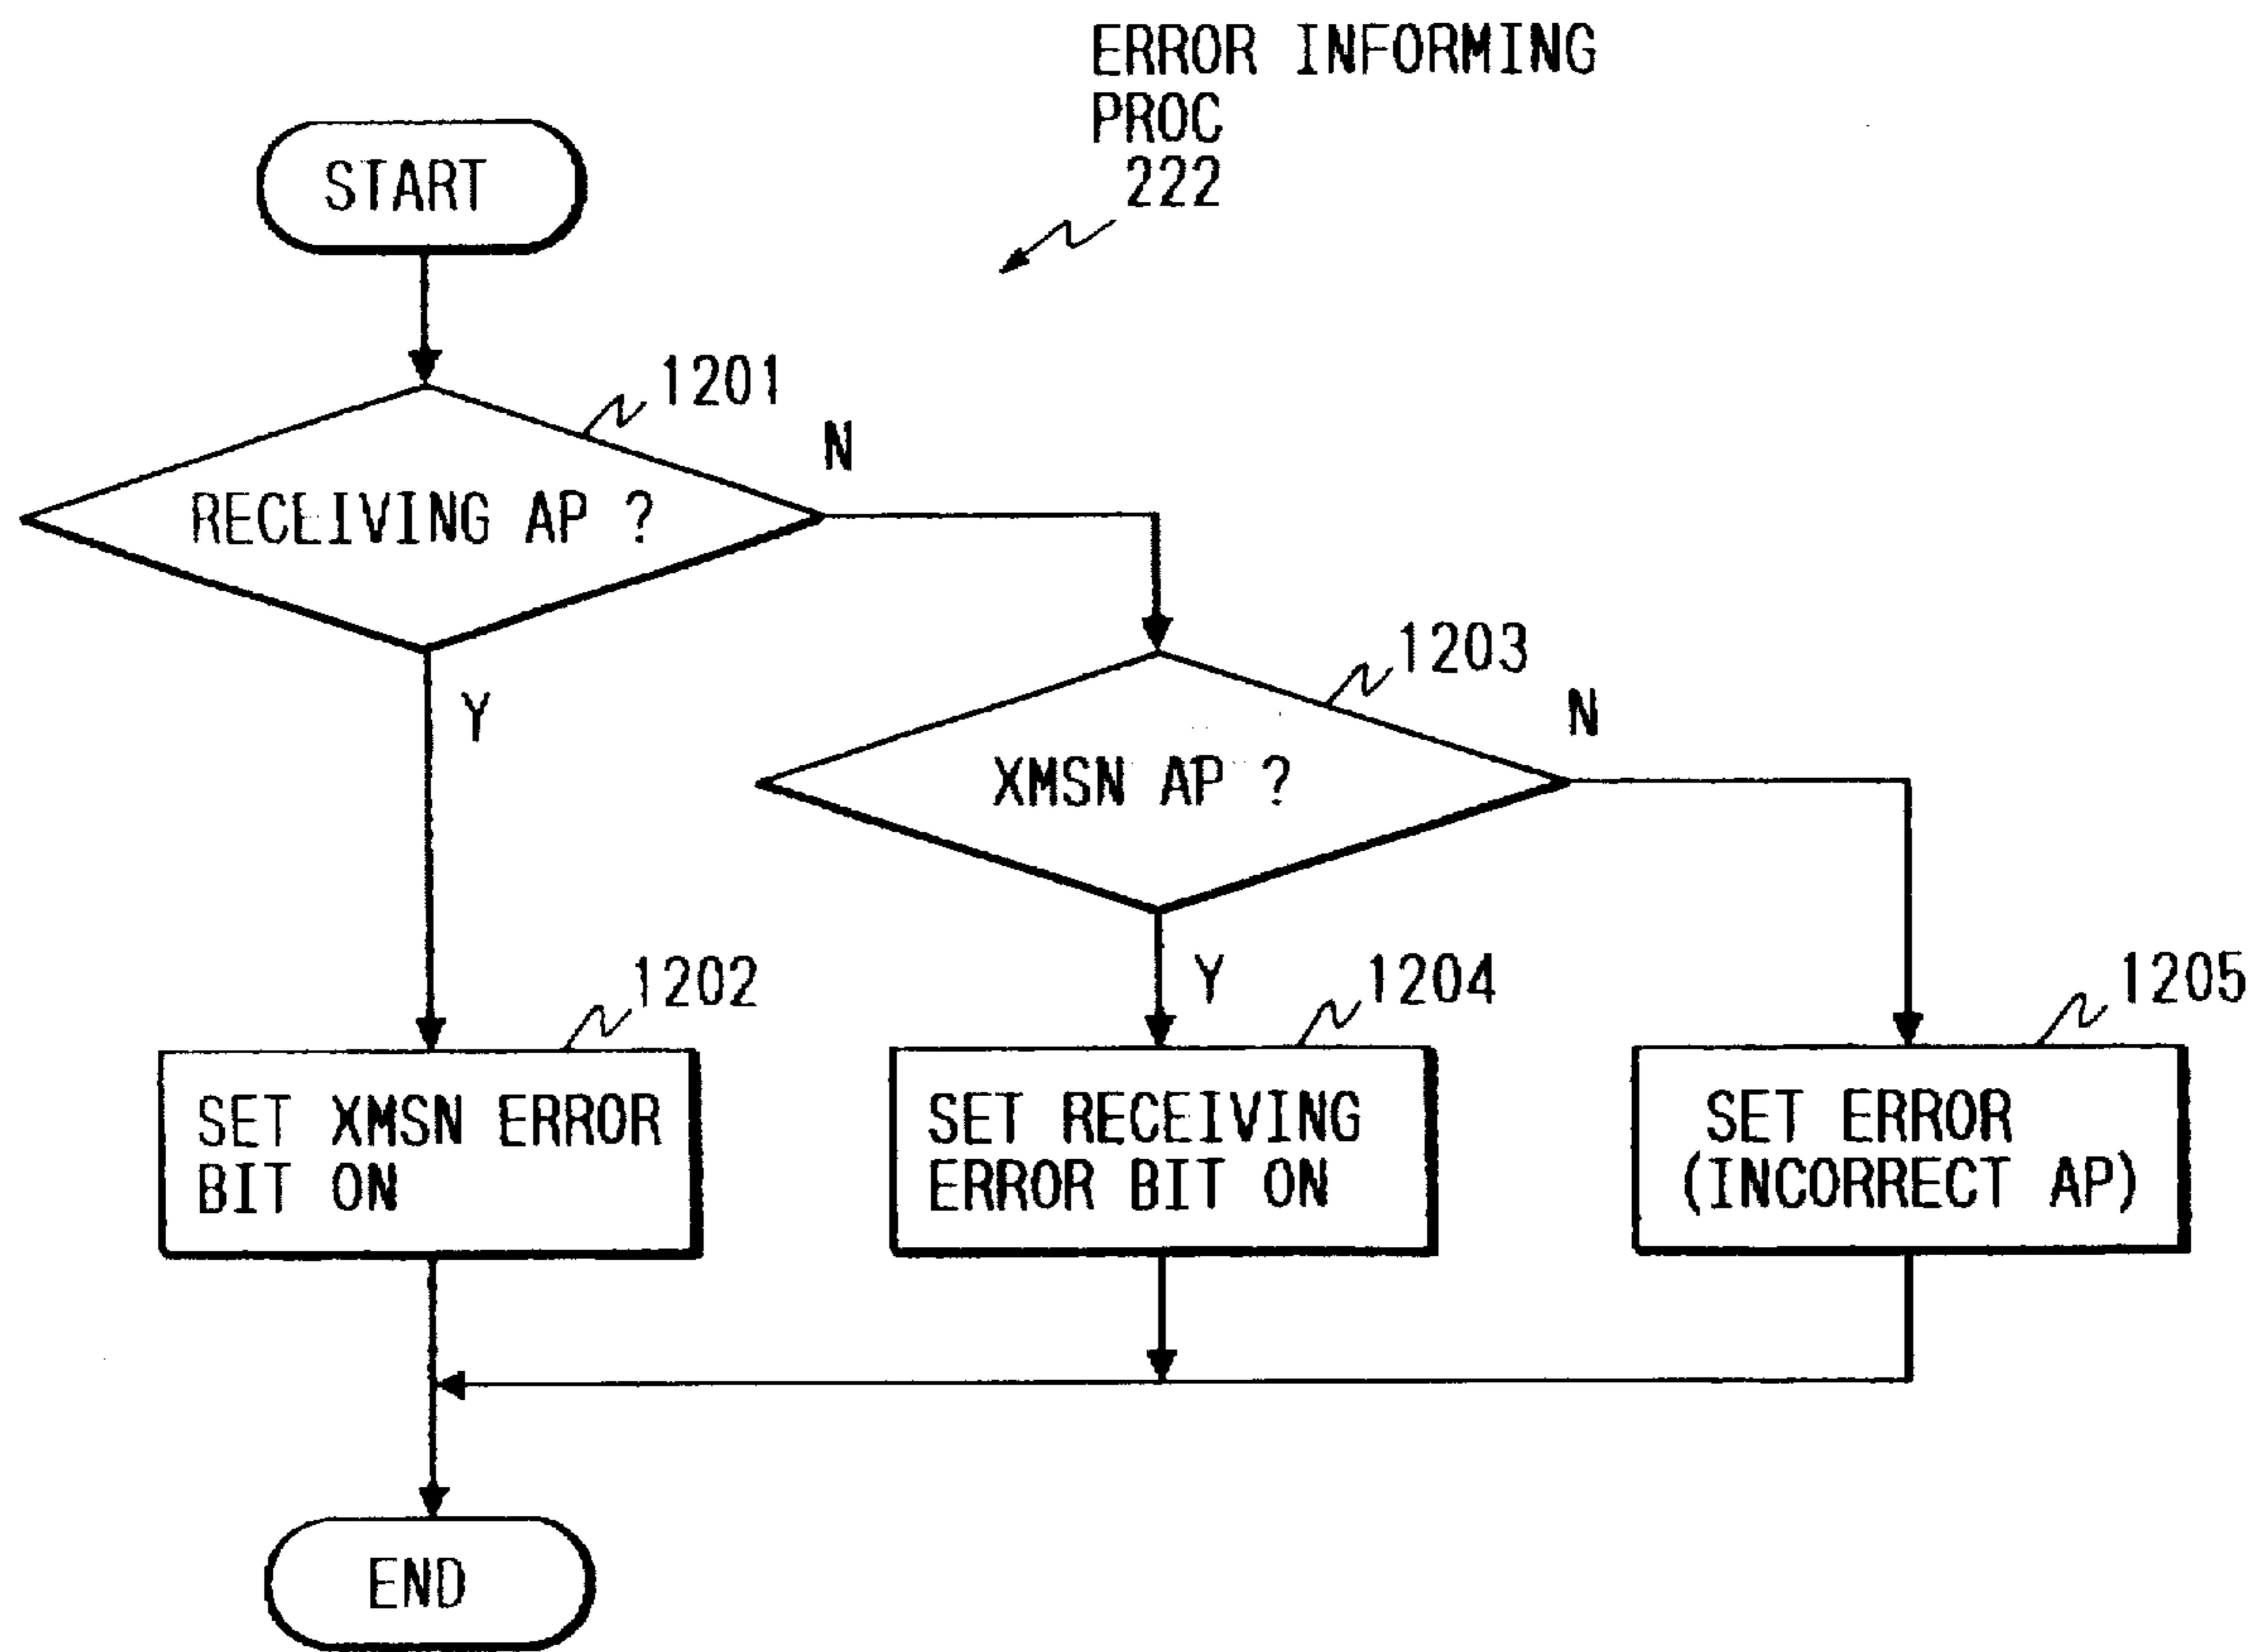 ERROR INFORMING
PROC
222
START
1201
N
RECEIVING AP ?
1203
Y
N
XMSN AP ?
1202
Y
1204
1205
SET XMSN ERROR
BIT ON
SET RECEIVING
ERROR BIT ON
SET ERROR
(INCORRECT AP)
END